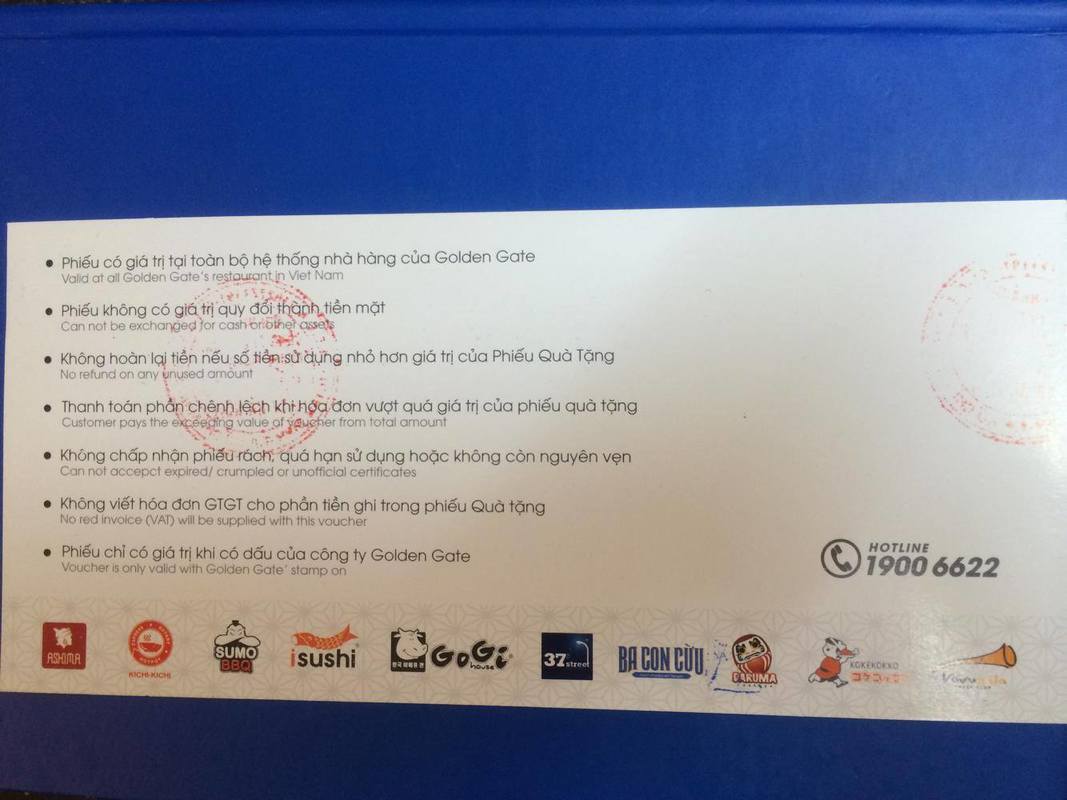 Phiếu có giá trị tại toàn bộ hệ thống nhà hàng của Golden Gate
Valid at all Golden Gate's restaurant in Viet Nam
Phiếu không có giá trị quy đổi thành tiền mặt
Can not be exchanged for cash or other assets
Không hoàn lại tiền nếu số tiền sử dụng nhỏ hơn giá trị của Phiếu Quà Tặng
No refund on any unused amount
Thanh toán phần chênh lệch khi hóa đơn vượt quá giá trị của phiếu quà tặng
Customer pays the exceeding value of voucher from total amount
Không chấp nhận phiếu rách, quá hạn sử dụng hoặc không còn nguyên vẹn
Can not accepct expired/ crumpled or unofficial certificates
Không viết hóa đơn GTGT cho phần tiền ghi trong phiếu Quà tặng
No red invoice (VAT) will be supplied with this voucher
Phiếu chỉ có giá trị khi có dấu của công ty Golden Gate
Voucher is only valid with Golden Gate' stamp on
HOTLINE
1900 6622
ASHIMA
KICHI-KICHI
SUMO
BBQ
isushi
GoGi
house
37
street
BA CON CỪU
DARUMA
KOKEKOKKO